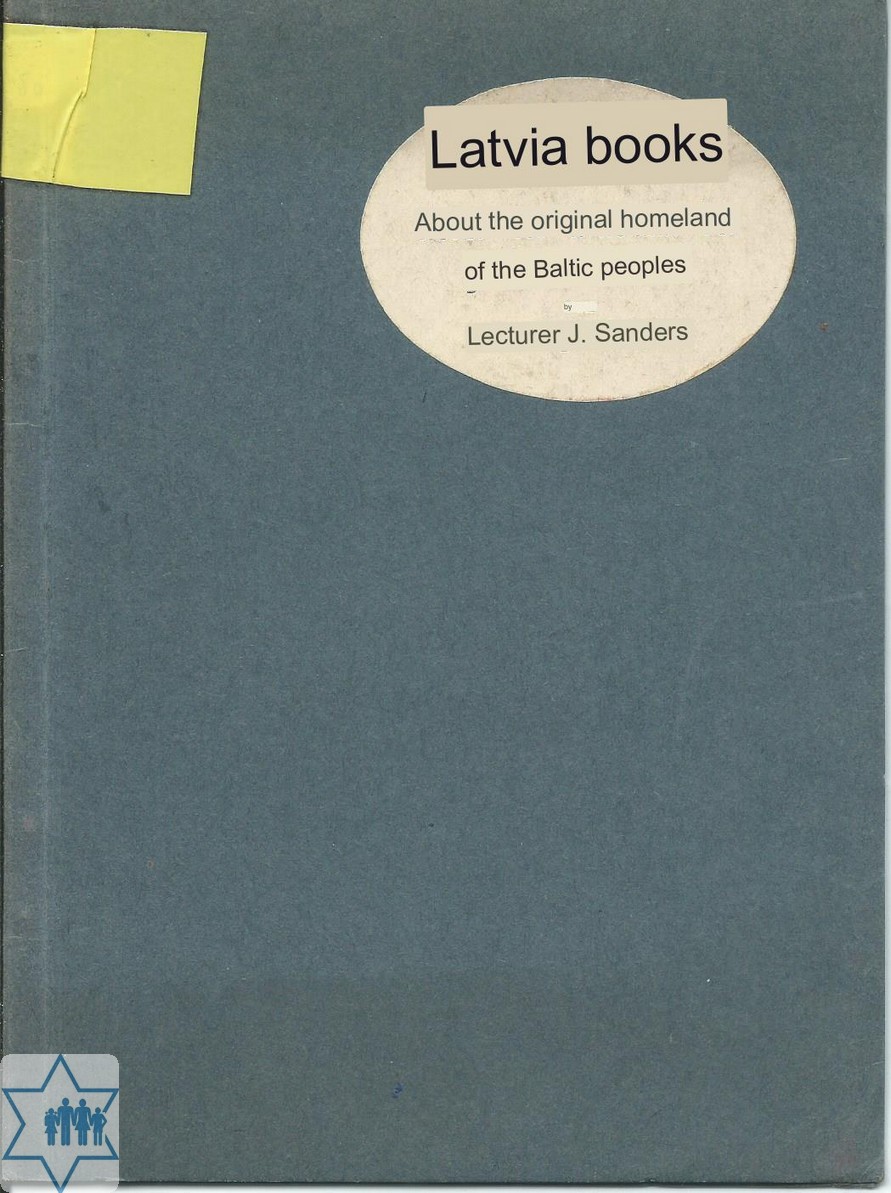 Latvia books
About the original homeland
of the Baltic peoples
by
Lecturer J. Sanders